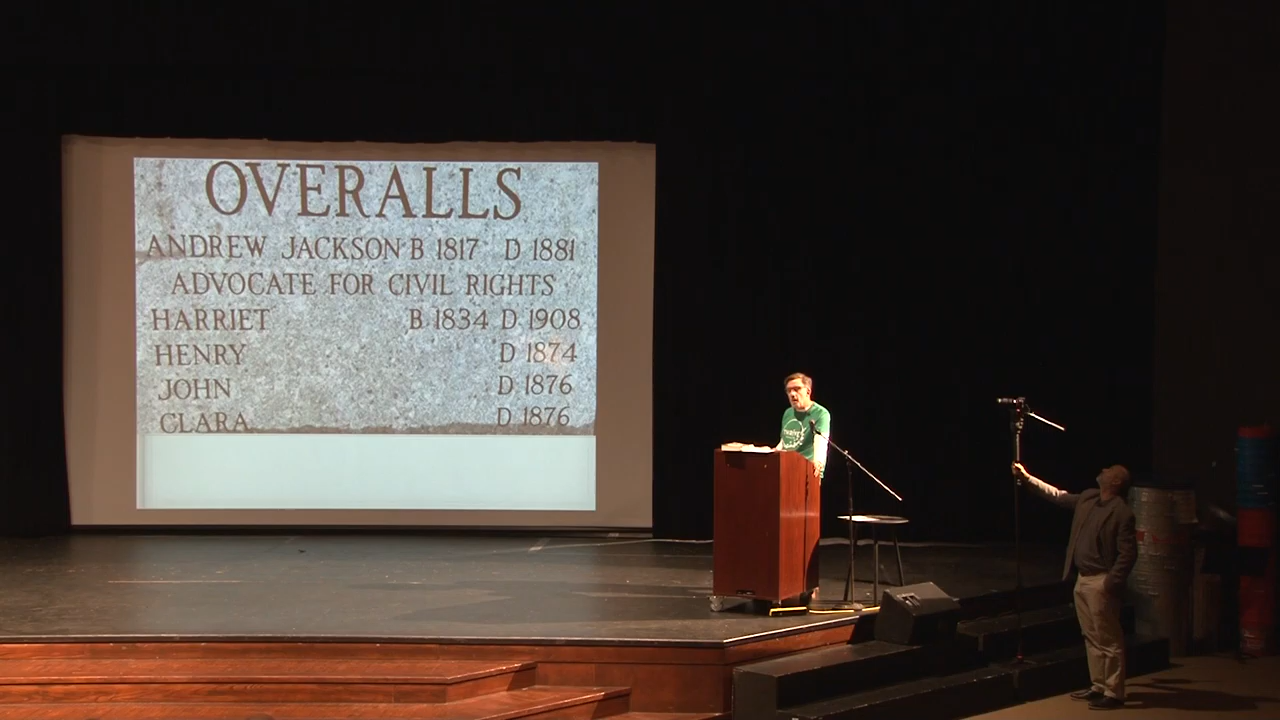 OVERALLS
ANDREW JACKSON B 1817 D 1881
ADVOCATE FOR CIVIL RIGHTS
HARRIET B 1834 D 1908
HENRY D 1874
JOHN D 1876
CLARA D 1876